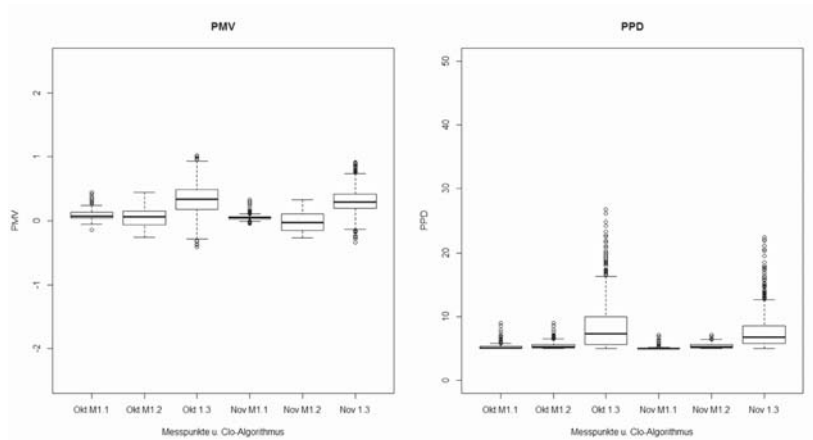 PMV
PMV
2
1
0
-1
-2
Okt M1.1 Okt M1.2 Okt 1.3 Nov M1.1 Nov M1.2 Nov 1.3
Messpunkte u. Clo-Algorithmus
PPD
PPD
50
40
30
20
10
0
Okt M1.1 Okt M1.2 Okt 1.3 Nov M1.1 Nov M1.2 Nov 1.3
Messpunkte u. Clo-Algorithmus